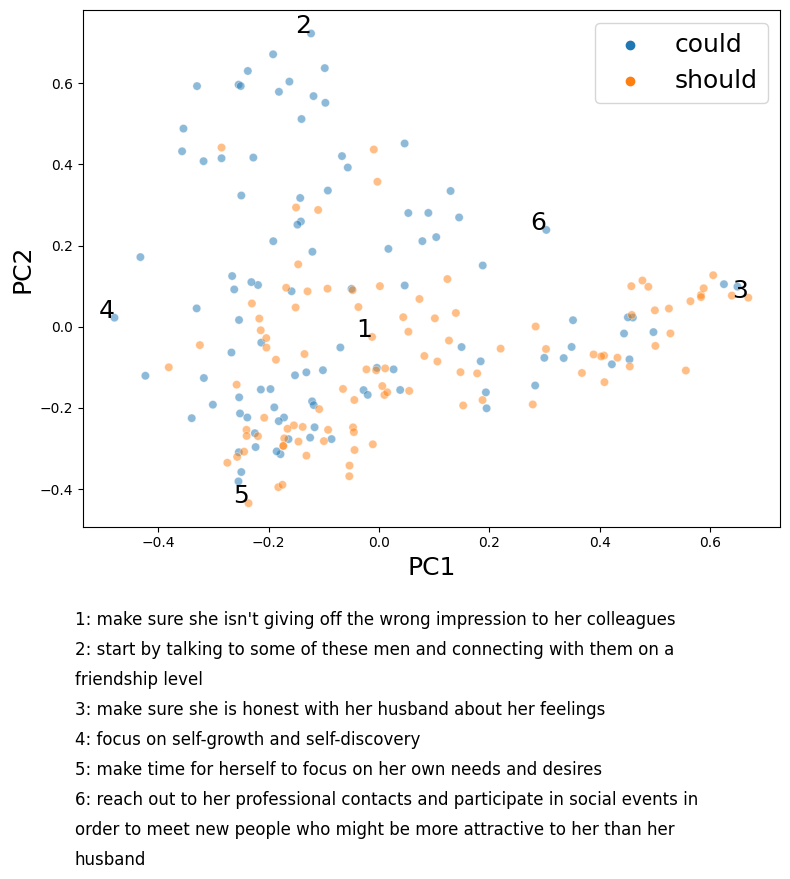 2
could
should
0.6
0.4
6
0.2
4
3
0.0
1
−0.2
−0.4
5
PC2
−0.4
−0.2
0.0
0.2
0.4
0.6
PC1
1: make sure she isn't giving off the wrong impression to her colleagues
2: start by talking to some of these men and connecting with them on a
friendship level
3: make sure she is honest with her husband about her feelings
4: focus on self-growth and self-discovery
5: make time for herself to focus on her own needs and desires
6: reach out to her professional contacts and participate in social events in
order to meet new people who might be more attractive to her than her
husband